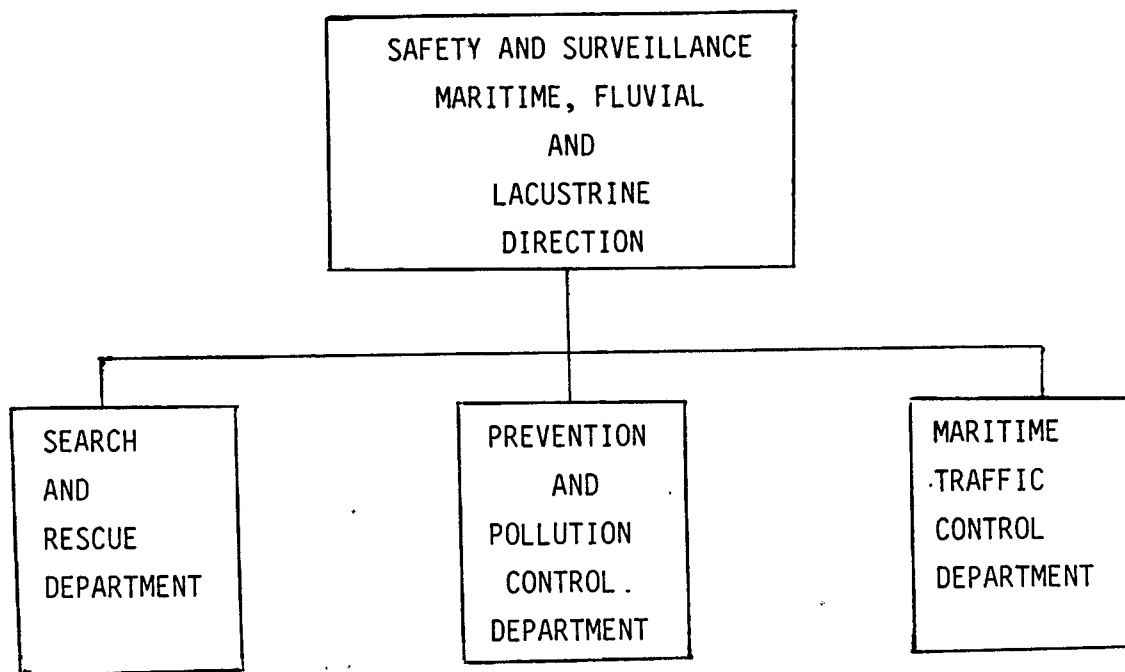 SAFETY AND SURVEILLANCE
MARITIME, FLUVIAL
AND
LACUSTRINE
DIRECTION
SEARCH
AND
RESCUE
DEPARTMENT
PREVENTION
AND
POLLUTION
CONTROL.
DEPARTMENT
MARITIME
TRAFFIC
CONTROL
DEPARTMENT